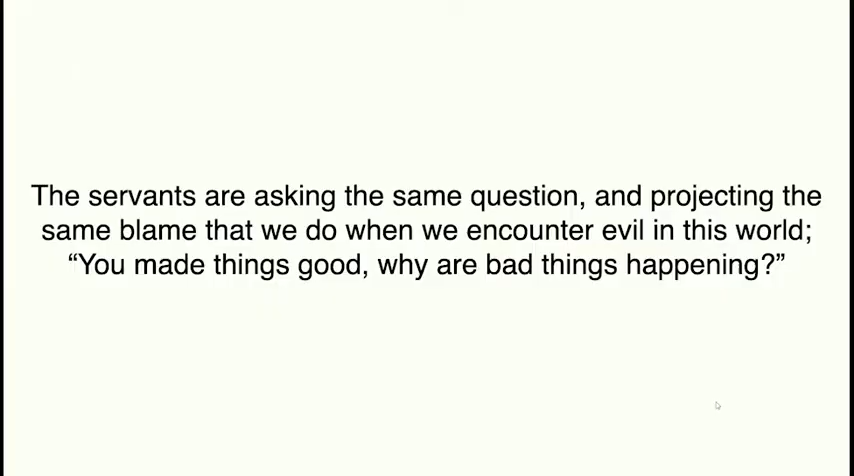 The servants are asking the same question, and projecting the
same blame that we do when we encounter evil in this world;
“You made things good, why are bad things happening?”